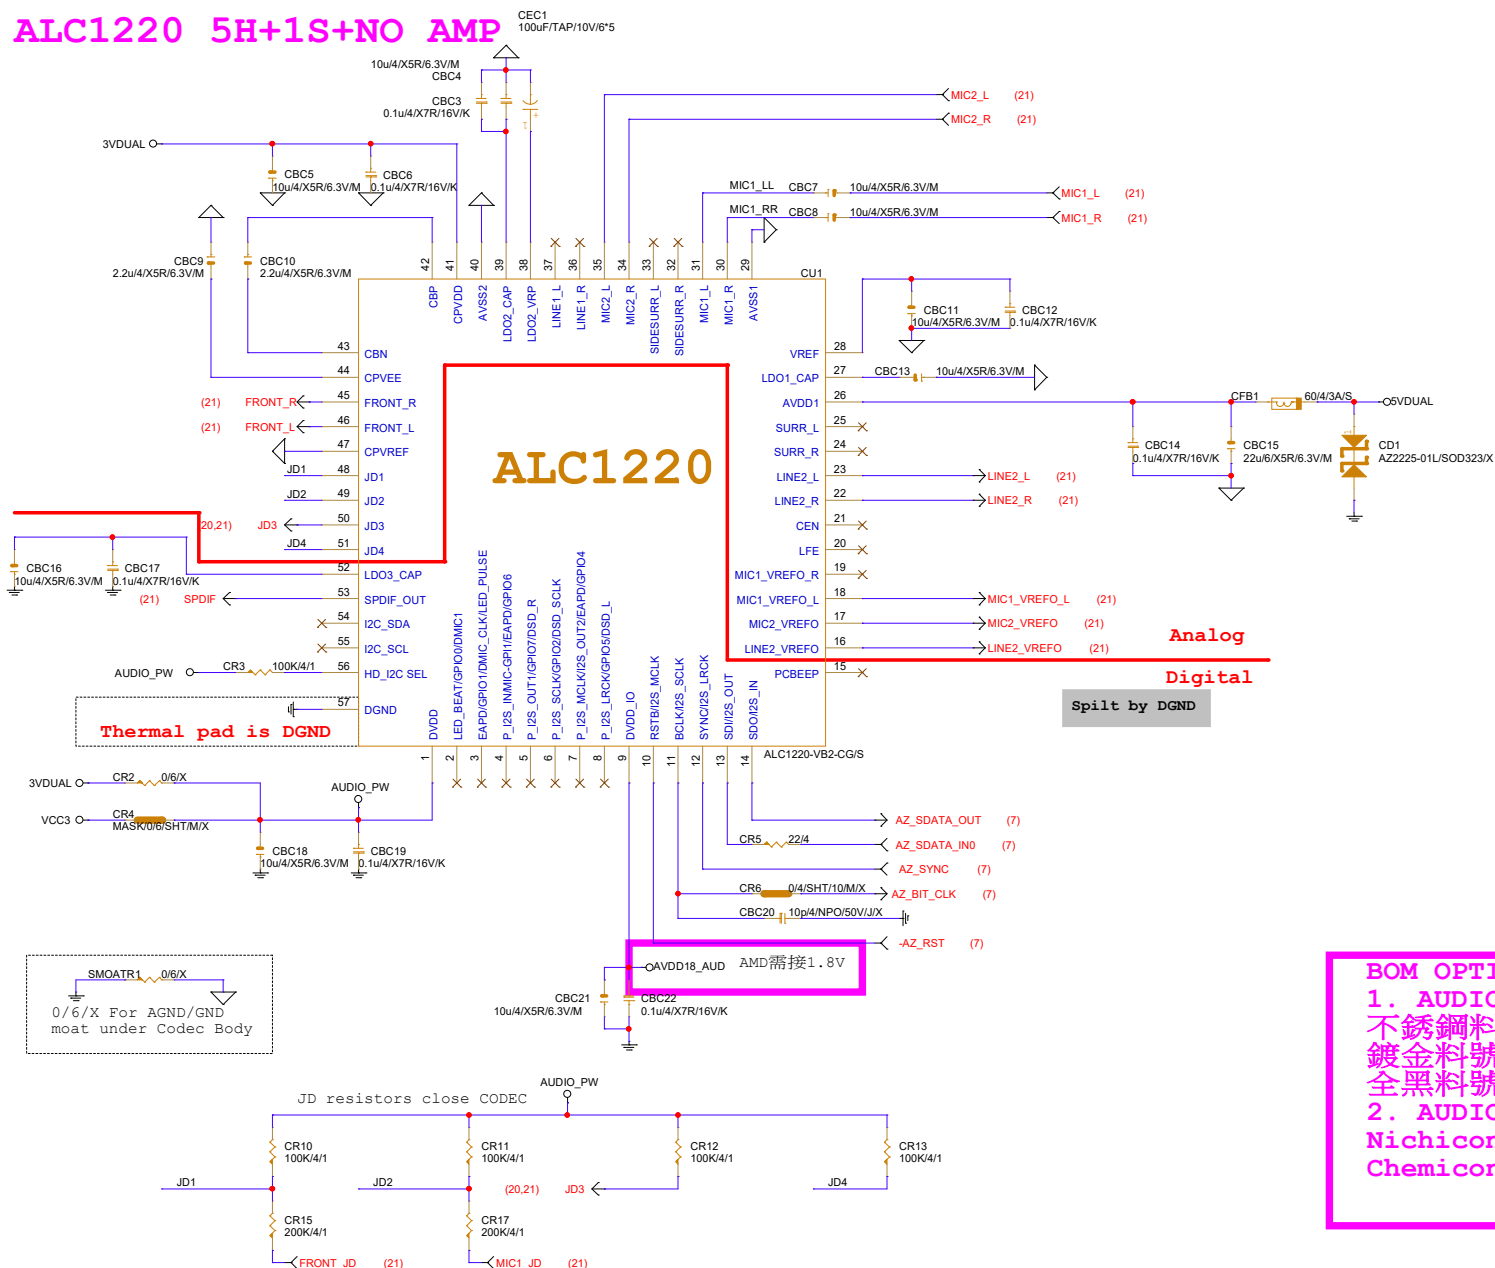 ALC1220 5H+1S+NO AMP
CEC1
100uF/TAP/10V/6*5
10u/4/X5R/6.3V/M
CBC4
CBC3
0.1u/4/X7R/16V/K
MIC2_L (21)
MIC2_R (21)
3VDUAL
CBC5
10u/4/X5R/6.3V/M
CBC6
0.1u/4/X7R/16V/K
MIC1_LL CBC7 10u/4/X5R/6.3V/M MIC1_L (21)
MIC1_RR CBC8 10u/4/X5R/6.3V/M MIC1_R (21)
CBC9
2.2u/4/X5R/6.3V/M
CBC10
2.2u/4/X5R/6.3V/M
42 41 40 39 38 37 36 35 34 33 32 31 30 29
CU1
CBP CPVDD AVSS2 LDO2_CAP LDO2_VRP LINE1_L LINE1_R MIC2_L MIC2_R SIDESURR_L SIDESURR_R MIC1_L MIC1_R AVSS1
CBC11
10u/4/X5R/6.3V/M
CBC12
0.1u/4/X7R/16V/K
43 CBN
44 CPVEE
(21) FRONT_R 45 FRONT_R
(21) FRONT_L 46 FRONT_L
47 CPVREF
JD1 48 JD1
JD2 49 JD2
(20,21) JD3 50 JD3
JD4 51 JD4
52 LDO3_CAP
(21) SPDIF 53 SPDIF_OUT
54 I2C_SDA
55 I2C_SCL
AUDIO_PW CR3 100K/4/1 56 HD_I2C SEL
57 DGND
CBC16
10u/4/X5R/6.3V/M
CBC17
0.1u/4/X7R/16V/K
Thermal pad is DGND
ALC1220
VREF 28
LDO1_CAP 27 CBC13 10u/4/X5R/6.3V/M
AVDD1 26 CFB1 60/4/3A/S 5VDUAL
SURR_L 25
SURR_R 24
LINE2_L 23 LINE2_L (21)
LINE2_R 22 LINE2_R (21)
CEN 21
LFE 20
MIC1_VREFO_R 19
MIC1_VREFO_L 18 MIC1_VREFO_L (21)
MIC2_VREFO 17 MIC2_VREFO (21)
LINE2_VREFO 16 LINE2_VREFO (21)
PCBEEP 15
CBC14
0.1u/4/X7R/16V/K
CBC15
22u/6/X5R/6.3V/M
CD1
AZ2225-01L/SOD323/X
Analog
Digital
Spilt by DGND
DVDD
LED_BEAT/GPIO0/DMIC1
EAPD/GPIO1/DMIC_CLK/LED_PULSE
P_I2S_IN/MIC-GPI1/EAPD/GPIO6
P_I2S_OUT1/GPIO7/DSD_R
P_I2S_SCLK/GPIO2/DSD_SCLK
P_I2S_MCLK/I2S_OUT2/EAPD/GPIO4
P_I2S_LRCK/GPIO5/DSD_L
DVDD_IO
RSTB/I2S_MCLK
BCLK/I2S_SCLK
SYNC/I2S_LRCK
SDI/I2S_OUT
SDO/I2S_IN
1 2 3 4 5 6 7 8 9 10 11 12 13 14
ALC1220-VB2-CG/S
3VDUAL CR2 0/6/X
AUDIO_PW
VCC3 CR4
MASK/0/6/SHT/M/X
CBC18
10u/4/X5R/6.3V/M
CBC19
0.1u/4/X7R/16V/K
AZ_SDATA_OUT (7)
CR5 22/4 AZ_SDATA_IN0 (7)
AZ_SYNC (7)
CR6 0/4/SHT/10/M/X AZ_BIT_CLK (7)
CBC20 10p/4/NPO/50V/J/X
-AZ_RST (7)
AVDD18_AUD AMD需接1.8V
CBC21
10u/4/X5R/6.3V/M
CBC22
0.1u/4/X7R/16V/K
SMOATR1 0/6/X
0/6/X For AGND/GND
moat under Codec Body
BOM OPTI
1. AUDIO
不銹鋼料
鍍金料號
全黑料號
2. AUDIO
Nichicon
Chemicon
AUDIO_PW
JD resistors close CODEC
CR10
100K/4/1
CR11
100K/4/1
CR12
100K/4/1
CR13
100K/4/1
JD1 JD2 (20,21) JD3 JD4
CR15
200K/4/1
CR17
200K/4/1
FRONT_JD (21)
MIC1_JD (21)